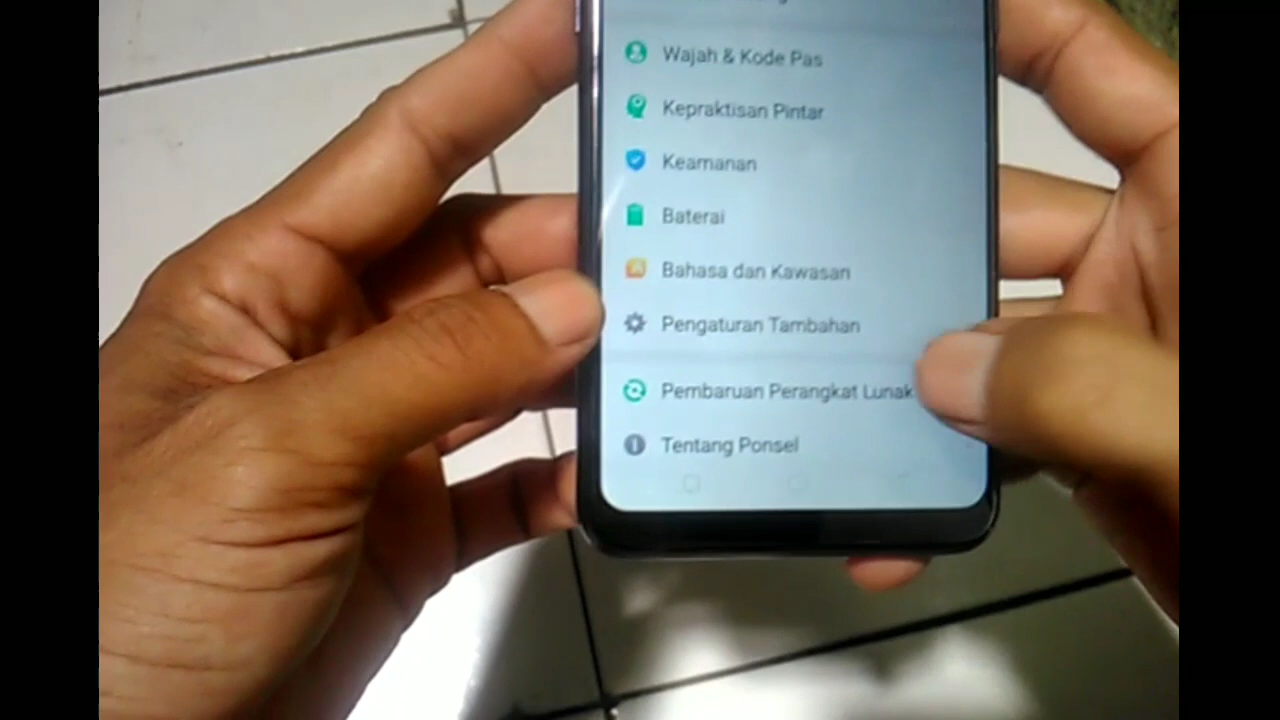 Wajah & Kode Pas
Kepraktisan Pintar
Keamanan
Baterai
Bahasa dan Kawasan
Pengaturan Tambahan
Pembaruan Perangkat Lunak
Tentang Ponsel